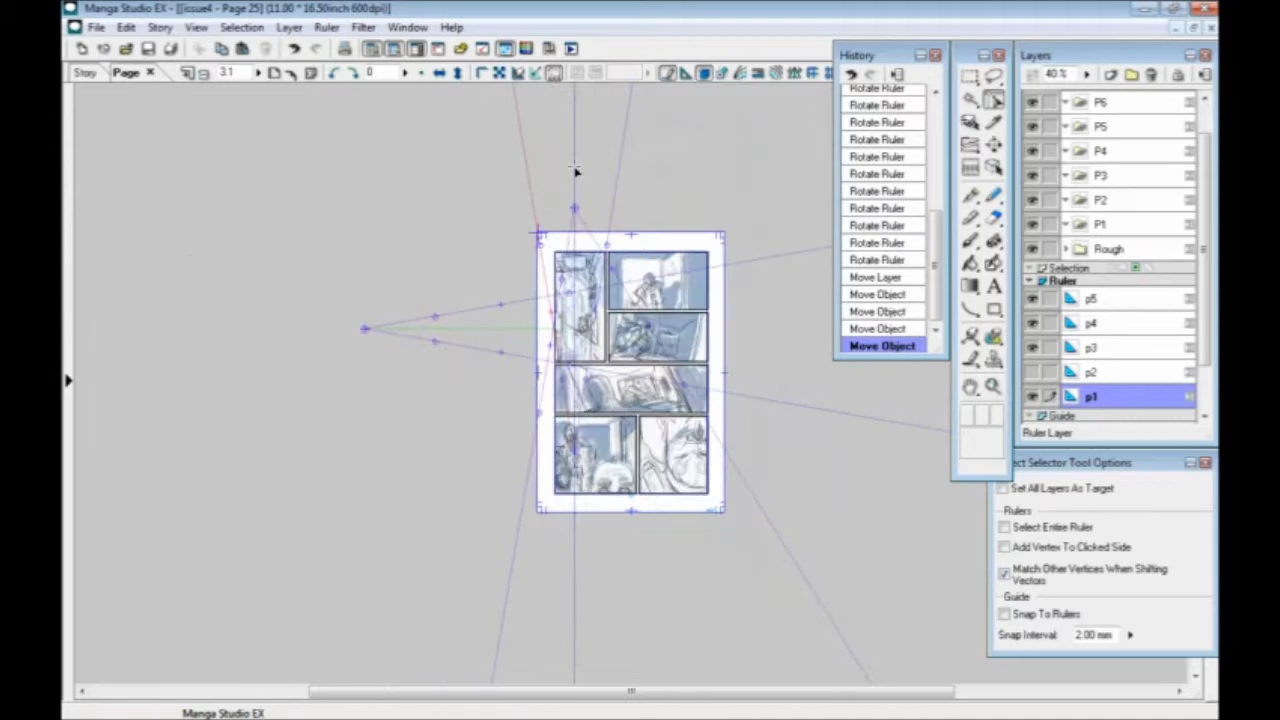 Manga Studio EX - [[issue4 - Page 25] (11.00 * 16.50inch 600dpi)]
File Edit Story View Selection Layer Ruler Filter Window Help
Story Page 3.1 0
History
Rotate Ruler
Rotate Ruler
Rotate Ruler
Rotate Ruler
Rotate Ruler
Rotate Ruler
Rotate Ruler
Rotate Ruler
Rotate Ruler
Rotate Ruler
Rotate Ruler
Move Layer
Move Object
Move Object
Move Object
Move Object
Layers
40 %
P6
P5
P4
P3
P2
P1
Rough
Selection
Ruler
p5
p4
p3
p2
p1
Guide
Ruler Layer
Selector Tool Options
Set All Layers As Target
Rulers
Select Entire Ruler
Add Vertex To Clicked Side
Match Other Vertices When Shifting
Vectors
Guide
Snap To Rulers
Snap Interval: 2.00 mm
Manga Studio EX